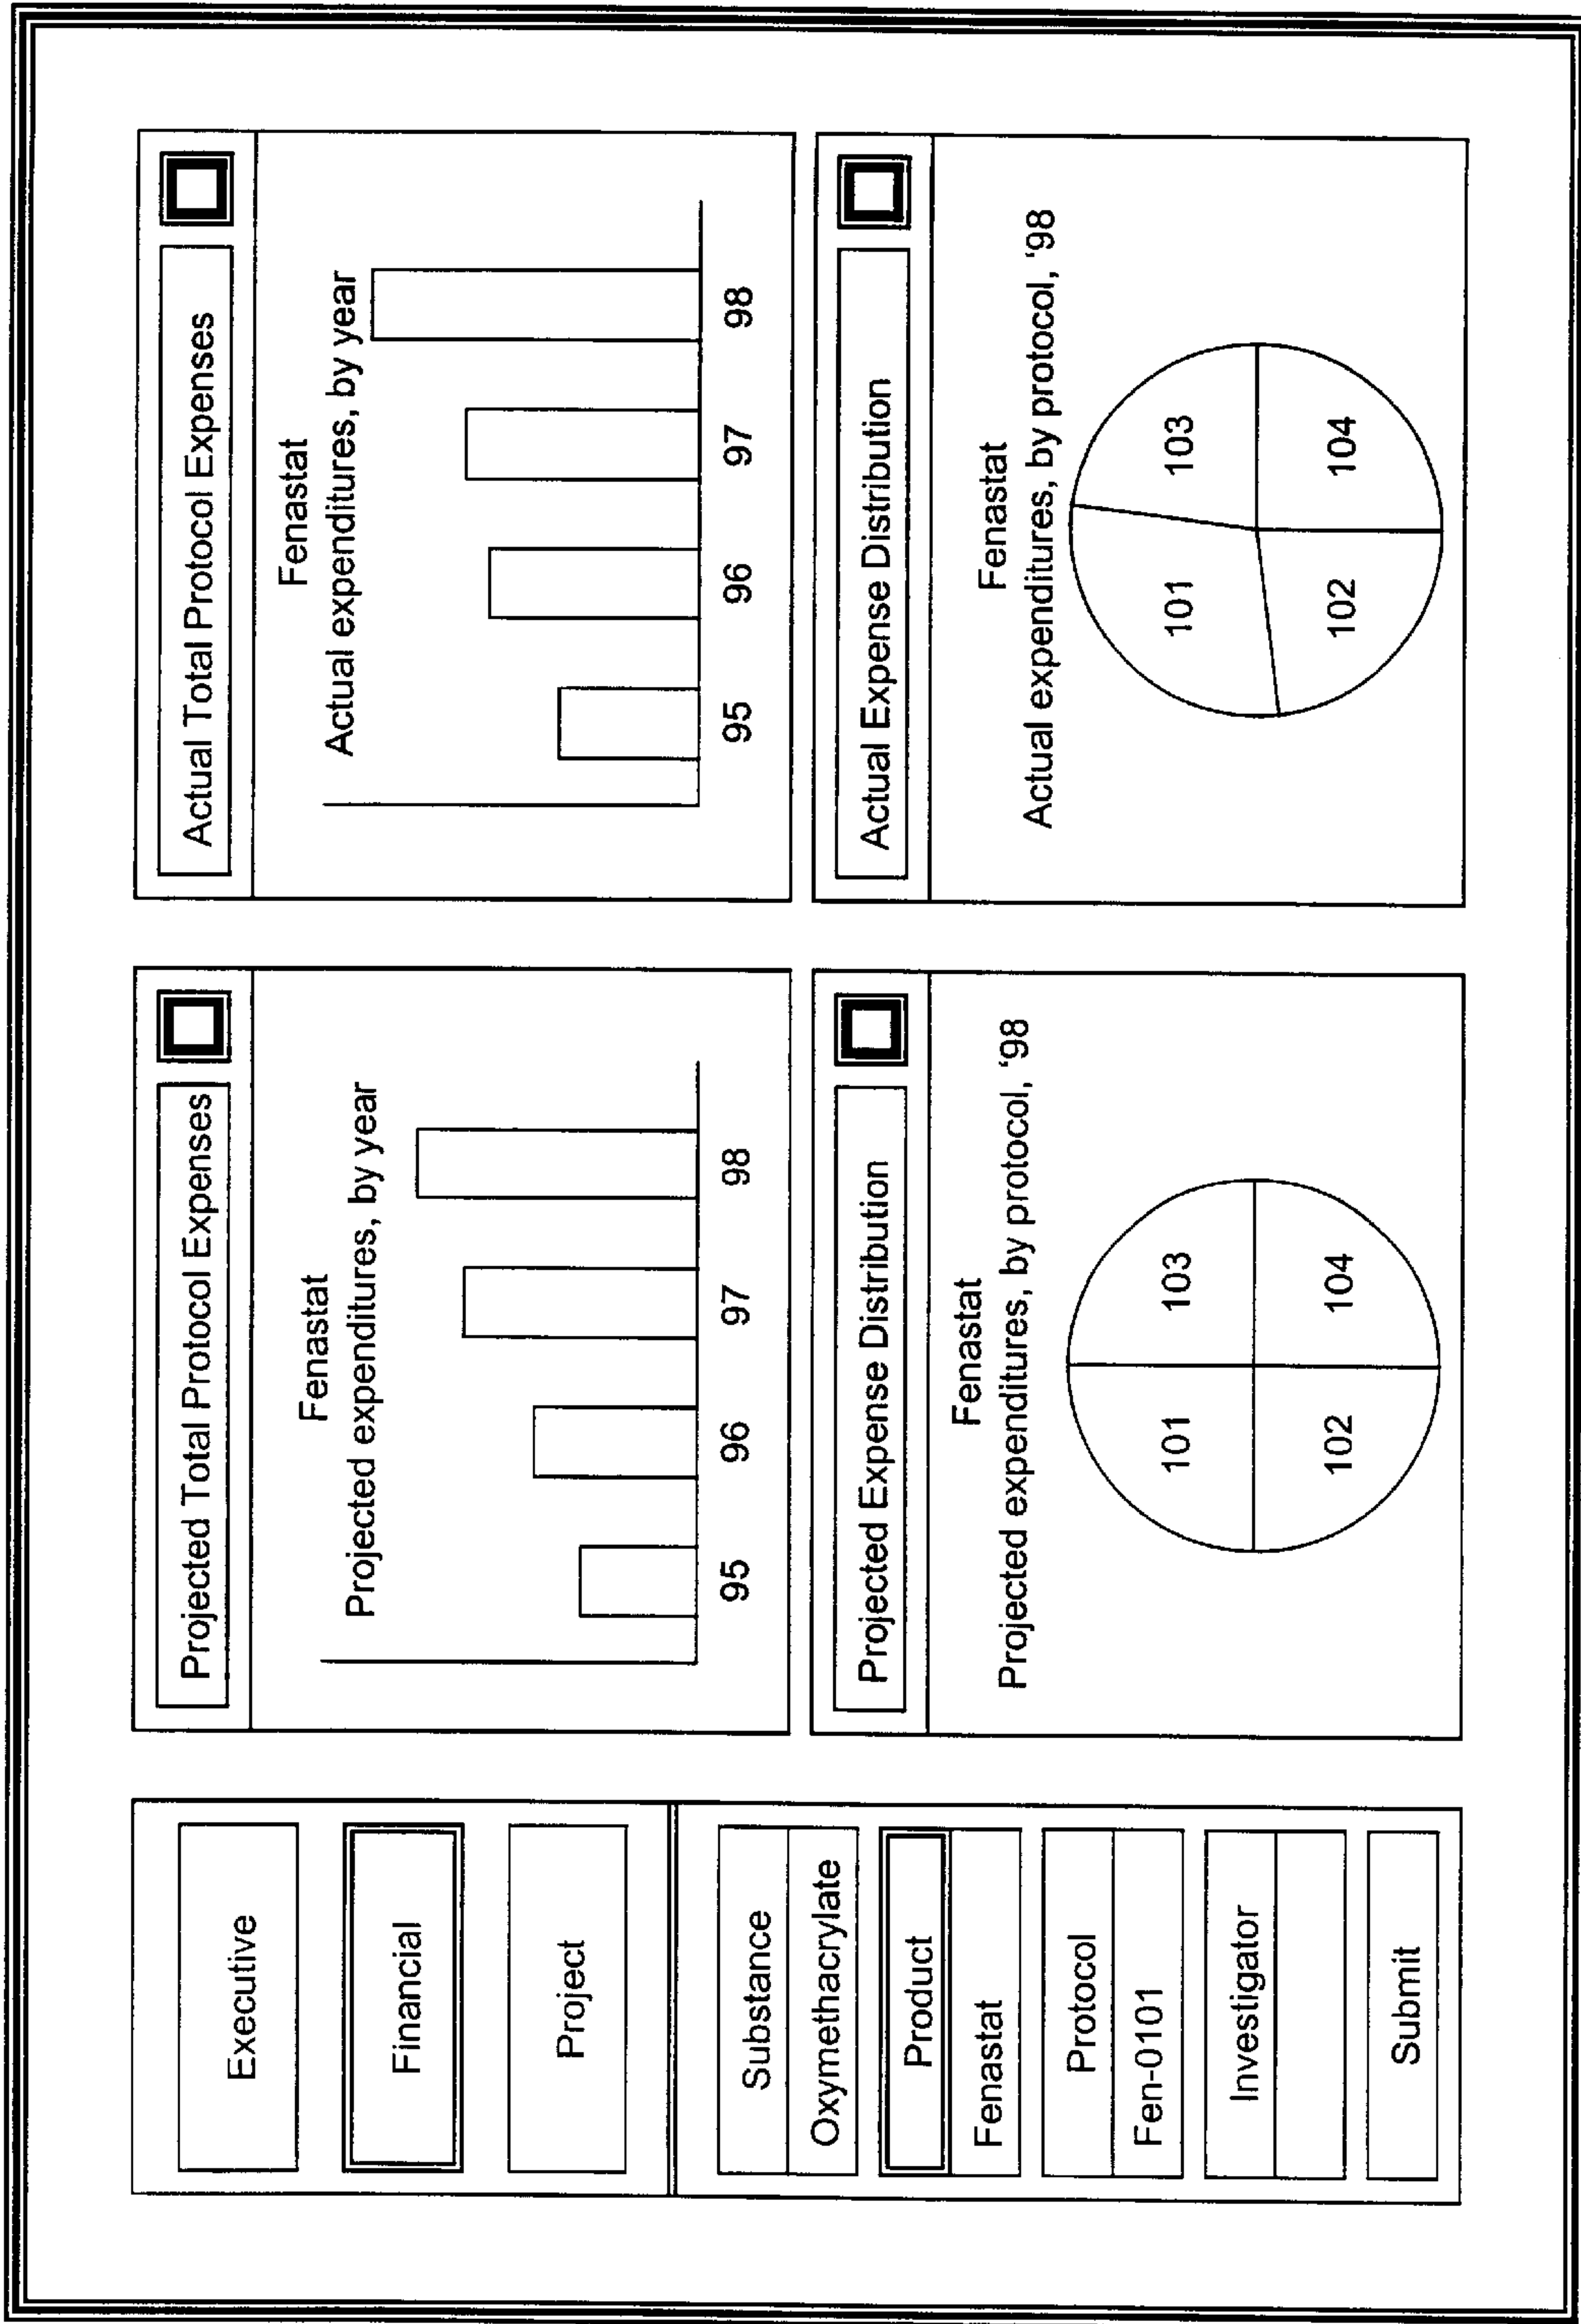 Executive
Financial
Project
Substance
Oxymethacrylate
Product
Fenastat
Protocol
Fen-0101
Investigator
Submit
Projected Total Protocol Expenses
Fenastat
Projected expenditures, by year
95 96 97 98
Actual Total Protocol Expenses
Fenastat
Actual expenditures, by year
95 96 97 98
Projected Expense Distribution
Fenastat
Projected expenditures, by protocol, ‘98
101 103
102 104
Actual Expense Distribution
Fenastat
Actual expenditures, by protocol, ‘98
101 103
102 104